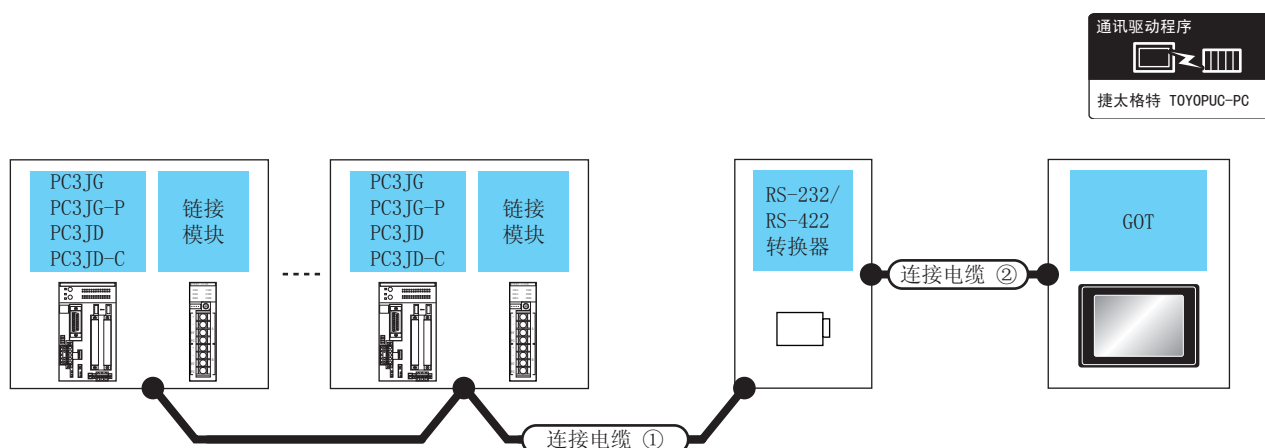 通讯驱动程序
捷太格特 TOYOPUC-PC
PC3JG
PC3JG-P
PC3JD
PC3JD-C
链接
模块
PC3JG
PC3JG-P
PC3JD
PC3JD-C
链接
模块
RS-232/
RS-422
转换器
GOT
连接电缆 ②
连接电缆 ①